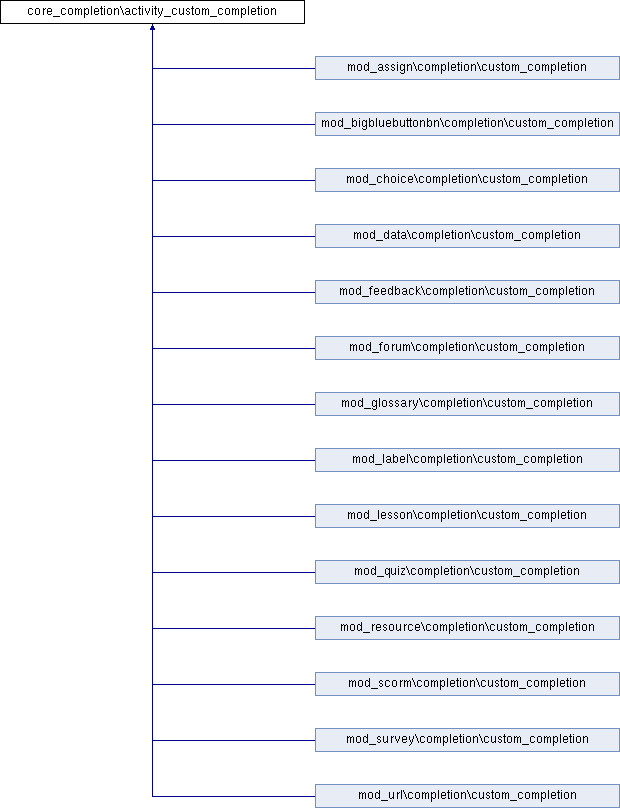 core_completion\activity_custom_completion
mod_assign\completion\custom_completion
mod_bigbluebuttonbn\completion\custom_completion
mod_choice\completion\custom_completion
mod_data\completion\custom_completion
mod_feedback\completion\custom_completion
mod_forum\completion\custom_completion
mod_glossary\completion\custom_completion
mod_label\completion\custom_completion
mod_lesson\completion\custom_completion
mod_quiz\completion\custom_completion
mod_resource\completion\custom_completion
mod_scorm\completion\custom_completion
mod_survey\completion\custom_completion
mod_url\completion\custom_completion